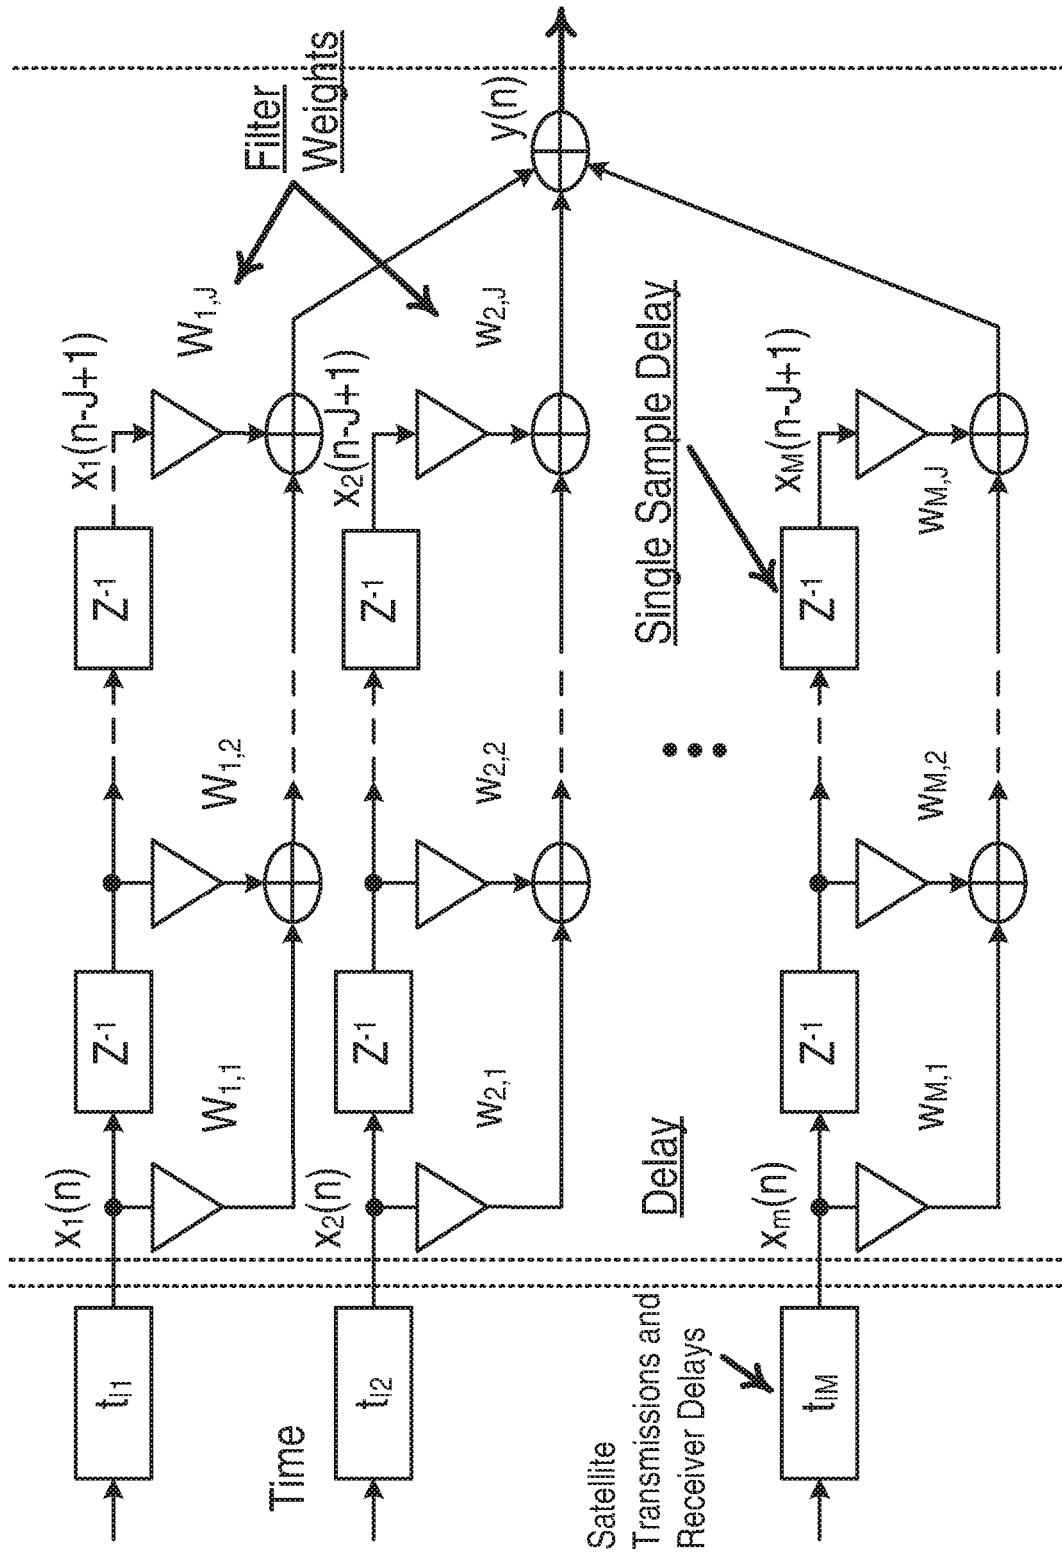 Filter
Weights
y(n)
x1(n)
Z-1
Z-1
x1(n-J+1)
W1,1
W1,2
W1,J
tl1
Time
x2(n)
Z-1
Z-1
x2(n-J+1)
w2,1
w2,2
w2,J
tl2
Delay
Single Sample Delay
Satellite
Transmissions and
Receiver Delays
tlM
xm(n)
Z-1
Z-1
xM(n-J+1)
wM,1
wM,2
wM,J